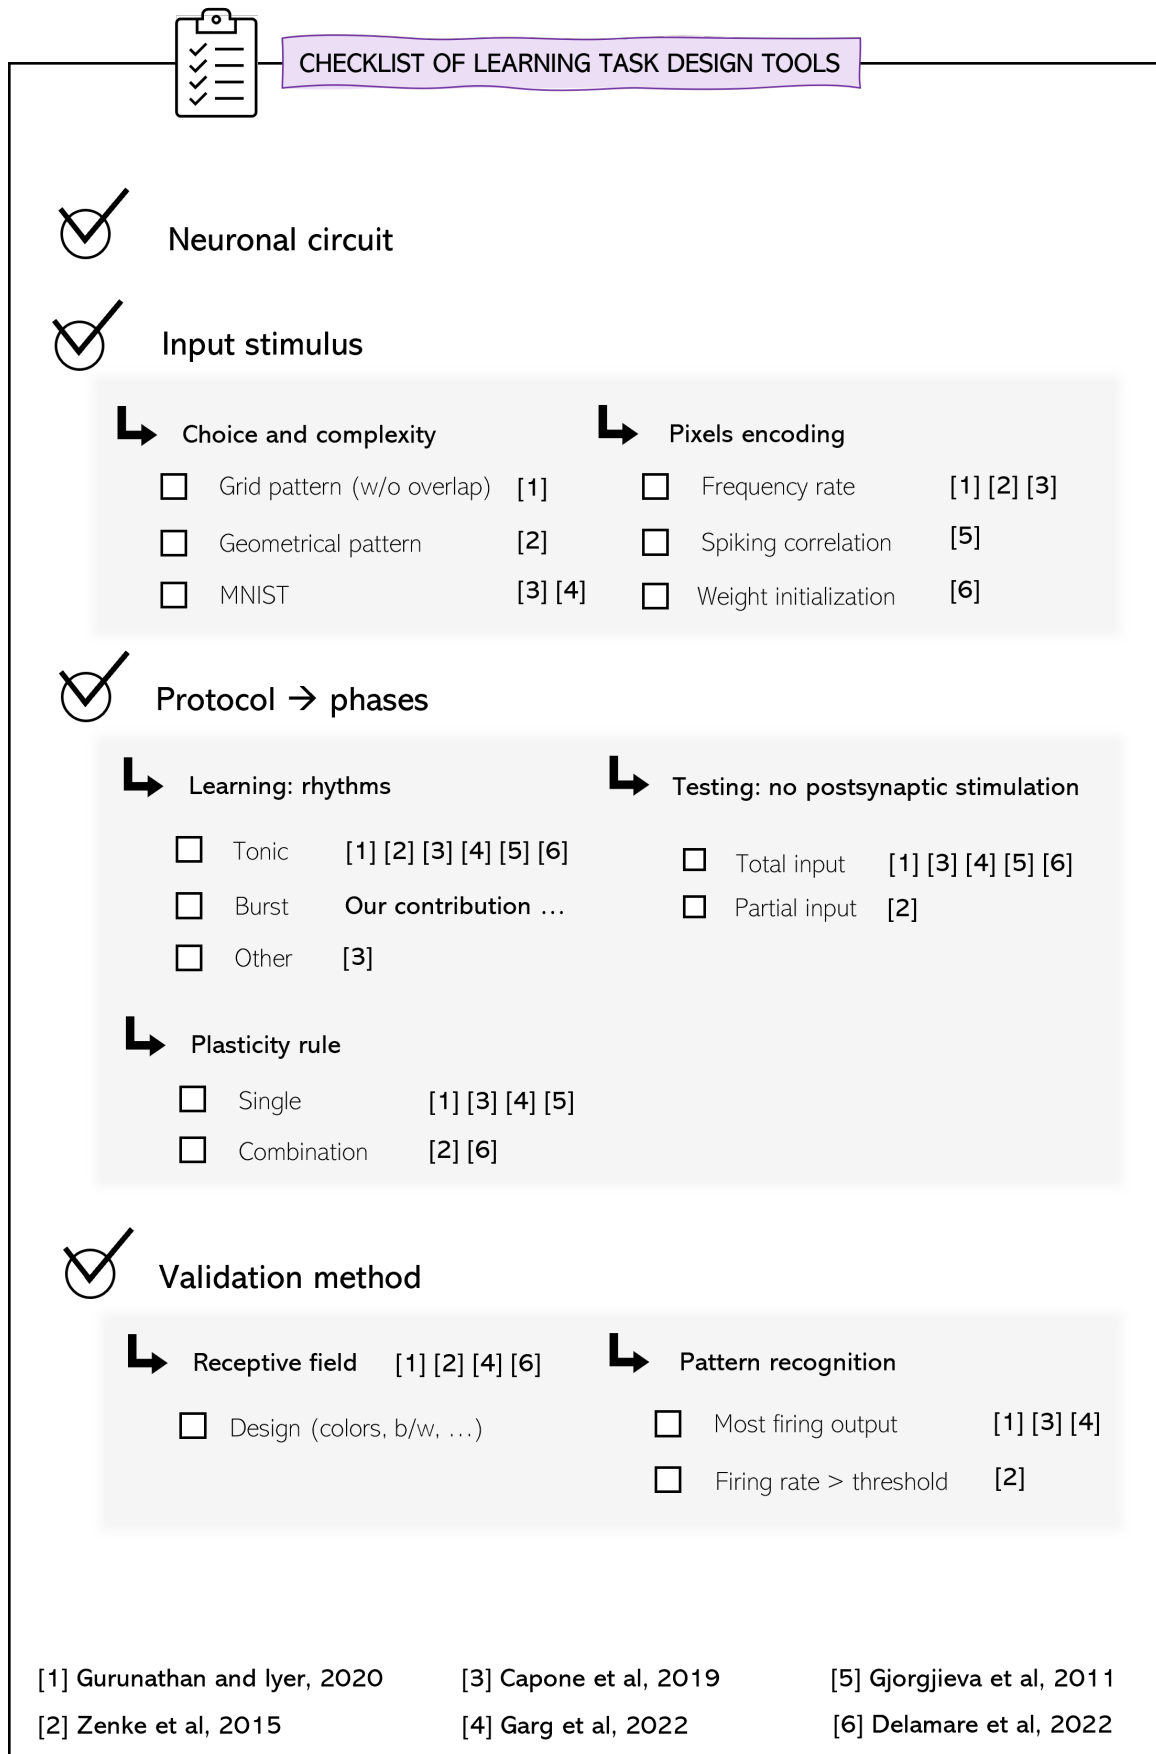 CHECKLIST OF LEARNING TASK DESIGN TOOLS
Neuronal circuit
Input stimulus
Choice and complexity
Grid pattern (w/o overlap) [1]
Geometrical pattern [2]
MNIST [3] [4]
Pixels encoding
Frequency rate [1] [2] [3]
Spiking correlation [5]
Weight initialization [6]
Protocol → phases
Learning: rhythms
Tonic [1] [2] [3] [4] [5] [6]
Burst Our contribution ...
Other [3]
Testing: no postsynaptic stimulation
Total input [1] [3] [4] [5] [6]
Partial input [2]
Plasticity rule
Single [1] [3] [4] [5]
Combination [2] [6]
Validation method
Receptive field [1] [2] [4] [6]
Design (colors, b/w, ...)
Pattern recognition
Most firing output [1] [3] [4]
Firing rate > threshold [2]
[1] Gurunathan and Iyer, 2020
[2] Zenke et al, 2015
[3] Capone et al, 2019
[4] Garg et al, 2022
[5] Gjorgjieva et al, 2011
[6] Delamare et al, 2022